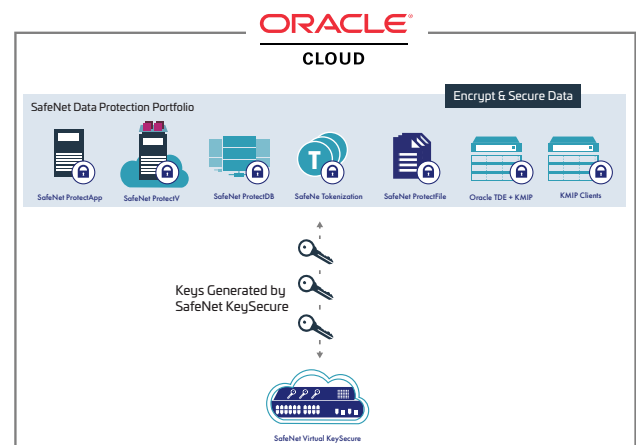 ORACLE®
CLOUD
Encrypt & Secure Data
SafeNet Data Protection Portfolio
T
SafeNet ProtectApp
SafeNet ProtectV
SafeNet ProtectDB
SafeNe Tokenization
SafeNet ProtectFile
Oracle TDE + KMIP
KMIP Clients
Keys Generated by
SafeNet KeySecure
SafeNet Virtual KeySecure